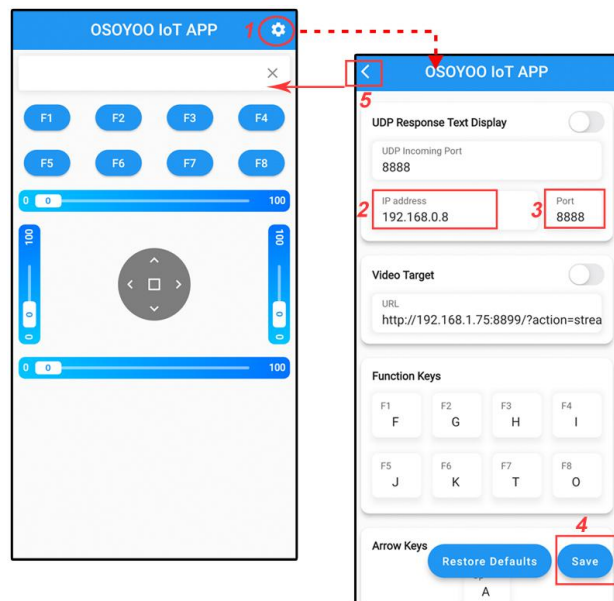 OSOYOO IoT APP
1
F1 F2 F3 F4
F5 F6 F7 F8
0 0 100
100 0 0
100 0 0
0 0 100
OSOYOO IoT APP
5
UDP Response Text Display
UDP Incoming Port
8888
2
IP address
192.168.0.8
3
Port
8888
Video Target
URL
http://192.168.1.75:8899/?action=strea
Function Keys
F1 F2 F3 F4
F G H I
F5 F6 F7 F8
J K T O
4
Arrow Keys
Restore Defaults
Save
A